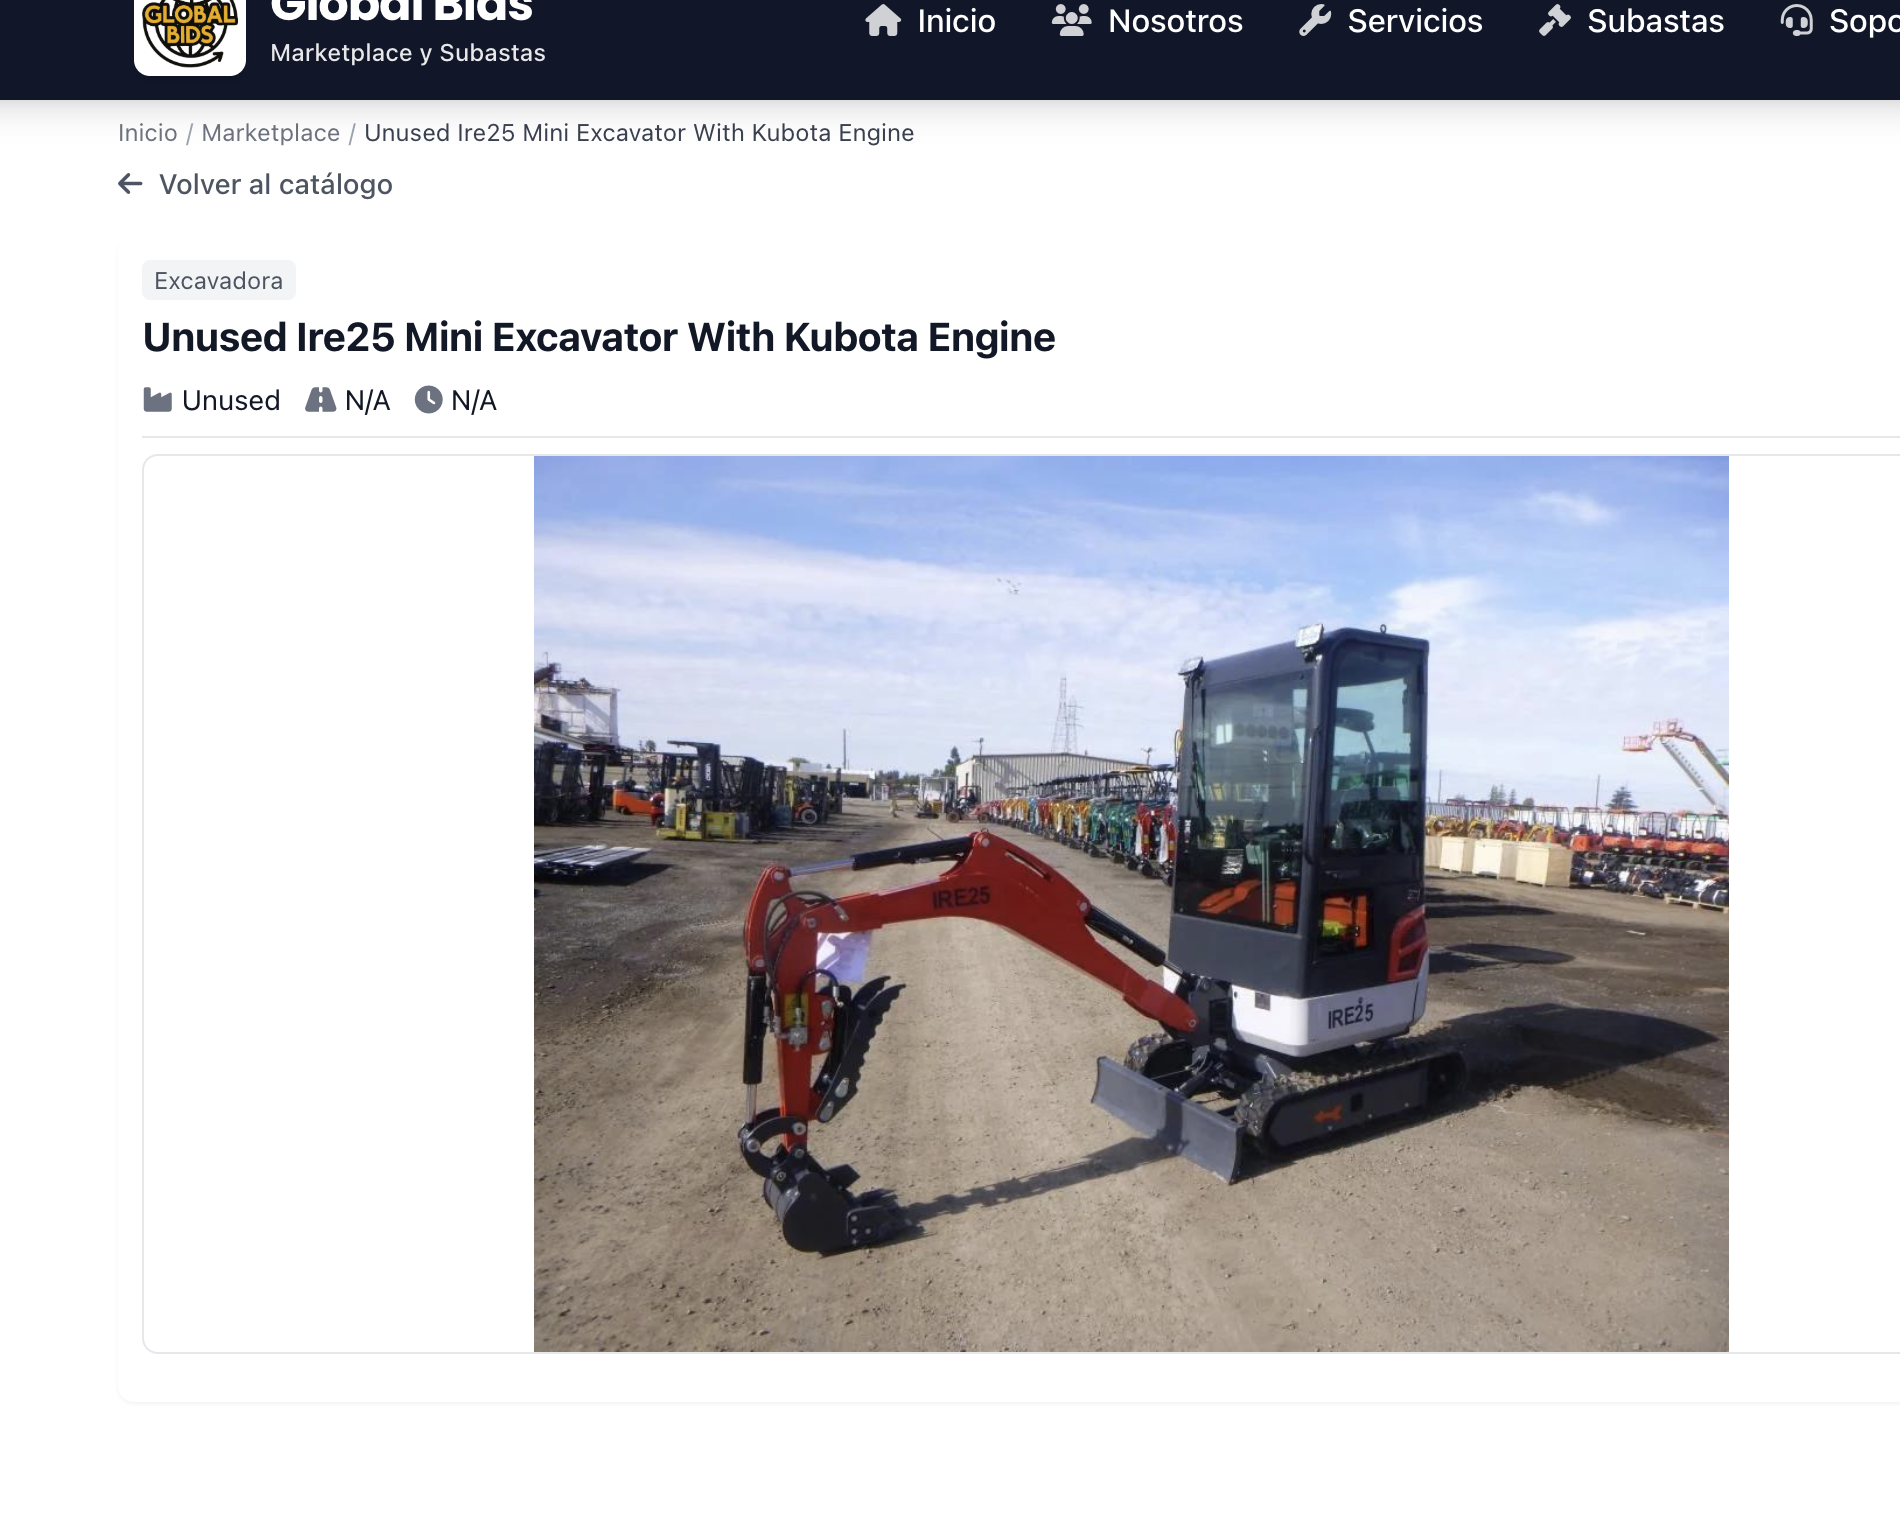 GLOBAL
BIDS
Global Bids
Marketplace y Subastas
Inicio
Nosotros
Servicios
Subastas
Inicio / Marketplace / Unused Ire25 Mini Excavator With Kubota Engine
Volver al catálogo
Excavadora
Unused Ire25 Mini Excavator With Kubota Engine
Unused N/A N/A
IRE25
IRE25